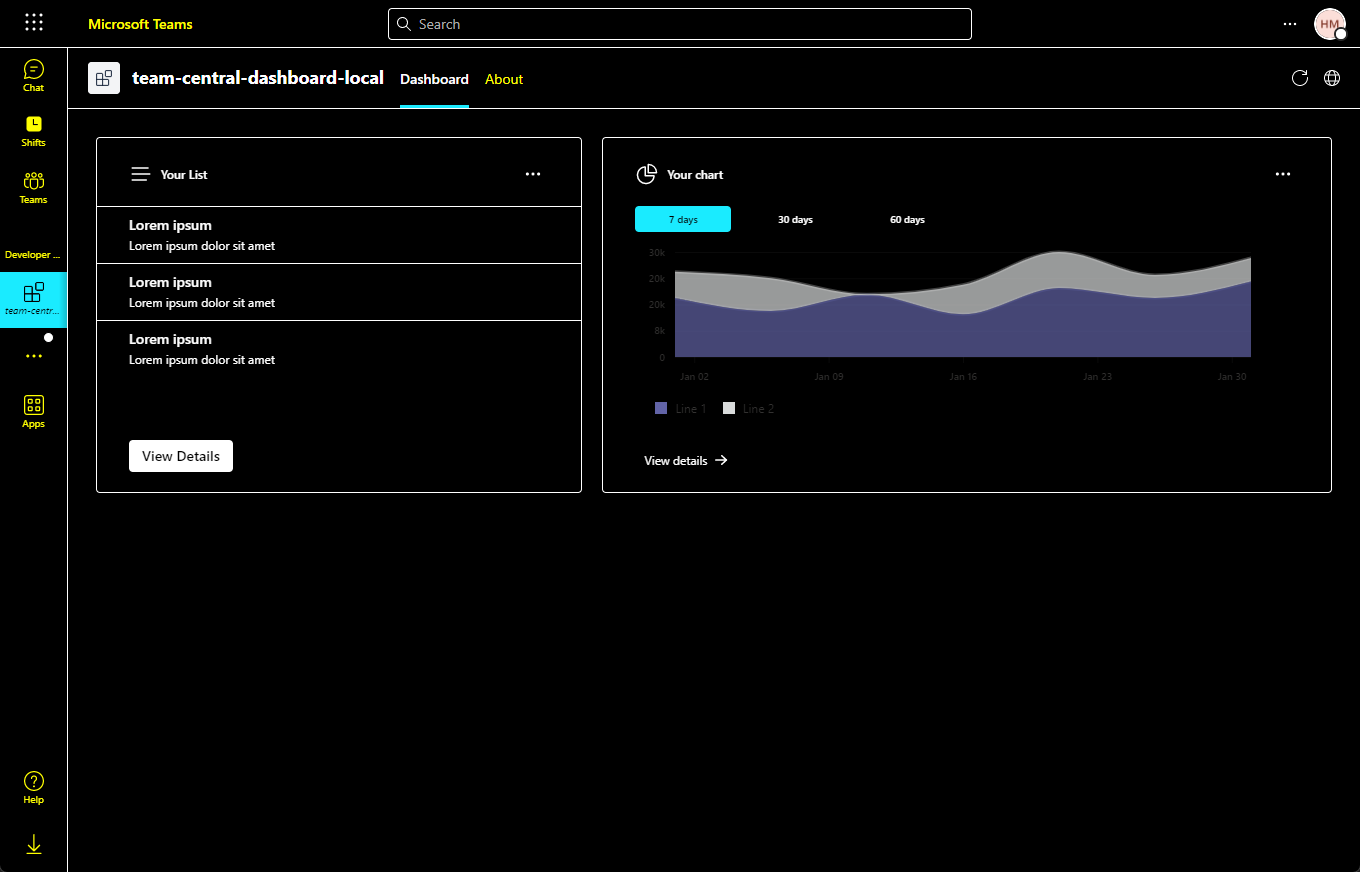 Microsoft Teams
Search
HM
Chat
Shifts
Teams
Developer ...
team-centr...
Apps
Help
team-central-dashboard-local
Dashboard
About
Your List
Lorem ipsum
Lorem ipsum dolor sit amet
Lorem ipsum
Lorem ipsum dolor sit amet
Lorem ipsum
Lorem ipsum dolor sit amet
View Details
Your chart
7 days 30 days 60 days
30k
20k
20k
8k
0
Jan 02 Jan 09 Jan 16 Jan 23 Jan 30
Line 1 Line 2
View details